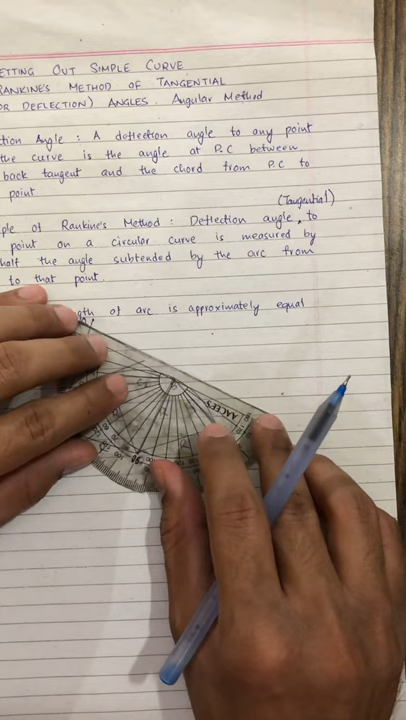 ETTING OUT SIMPLE CURVE
RANKINE'S METHOD OF TANGENTIAL
OR DEFLECTION) ANGLES. Angular Method
tion Angle: A deflection angle to any point
the curve is the angle at P.C between
back tangent and the chord from P.C to
point
(Tangential)
ple of Rankine's Method: Deflection angle, to
point on a circular curve is measured by
half the angle subtended by the arc from
to that point.
gth of arc is approximately equal